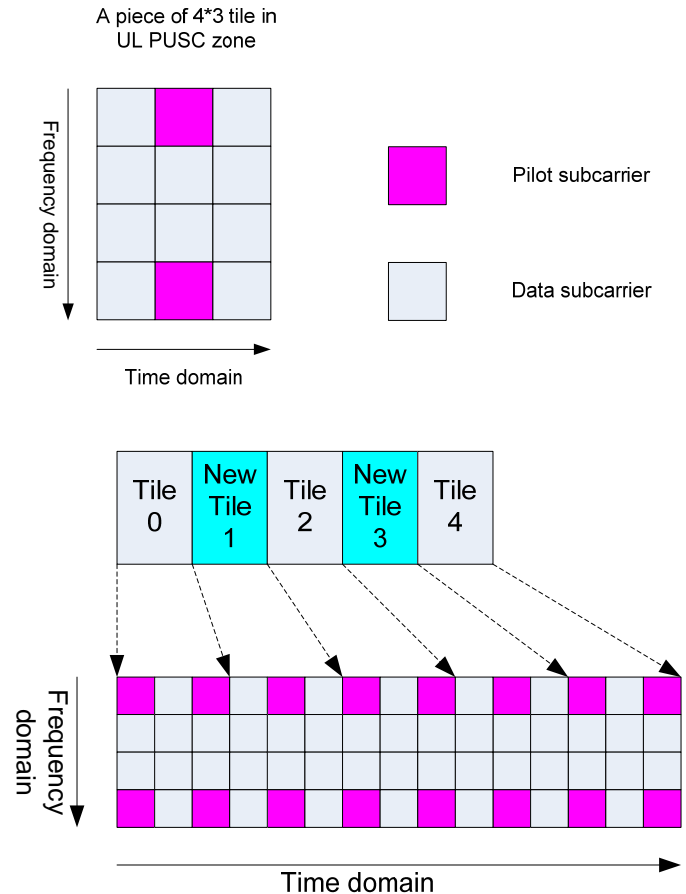 A piece of 4*3 tile in
UL PUSC zone
Frequency domain
Pilot subcarrier
Data subcarrier
Time domain
Tile
0
New
Tile
1
Tile
2
New
Tile
3
Tile
4
Frequency
domain
Time domain